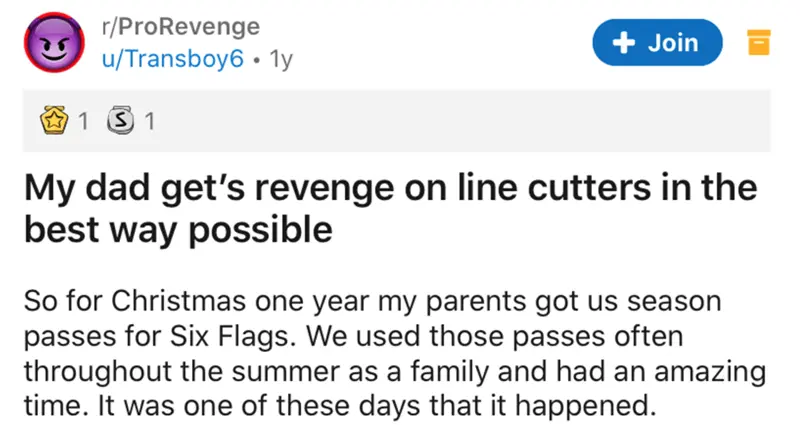 r/ProRevenge
u/Transboy6 • 1y
+ Join
1 S 1
My dad get's revenge on line cutters in the
best way possible
So for Christmas one year my parents got us season
passes for Six Flags. We used those passes often
throughout the summer as a family and had an amazing
time. It was one of these days that it happened.